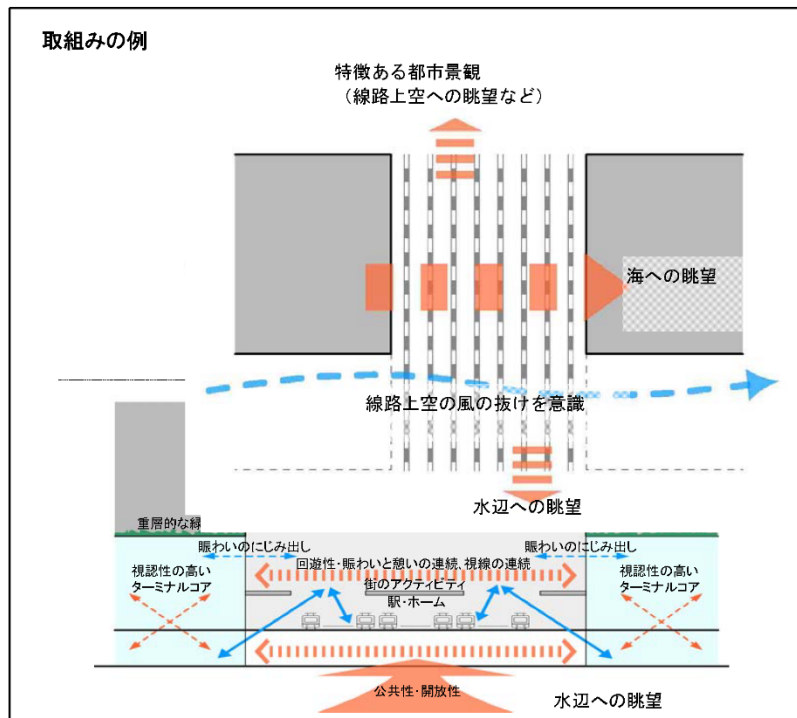 取組みの例
特徴ある都市景観
（線路上空への眺望など）
海への眺望
線路上空の風の抜けを意識
水辺への眺望
重層的な緑
賑わいのにじみ出し
賑わいのにじみ出し
回遊性・賑わいと憩いの連続、視線の連続
視認性の高い
ターミナルコア
街のアクティビティ
駅・ホーム
視認性の高い
ターミナルコア
公共性・開放性
水辺への眺望